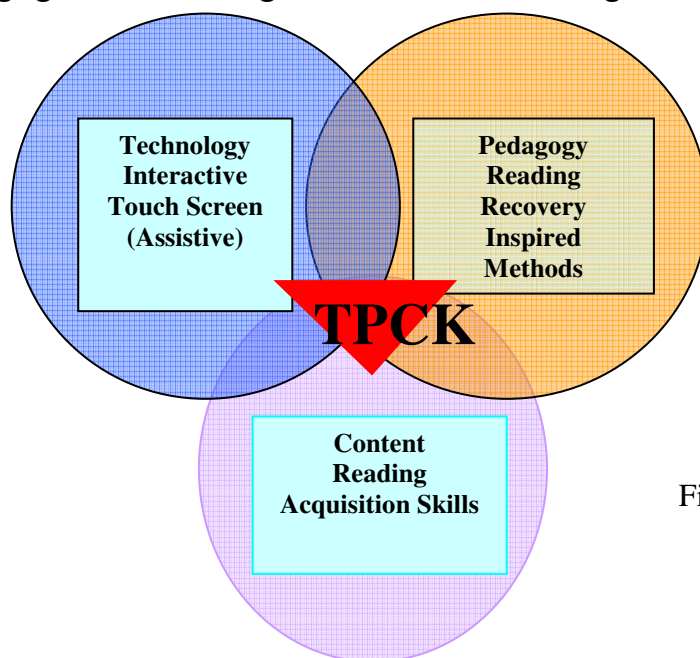 Technology
Interactive
Touch Screen
(Assistive)
Pedagogy
Reading
Recovery
Inspired
Methods
TPCK
Content
Reading
Acquisition Skills